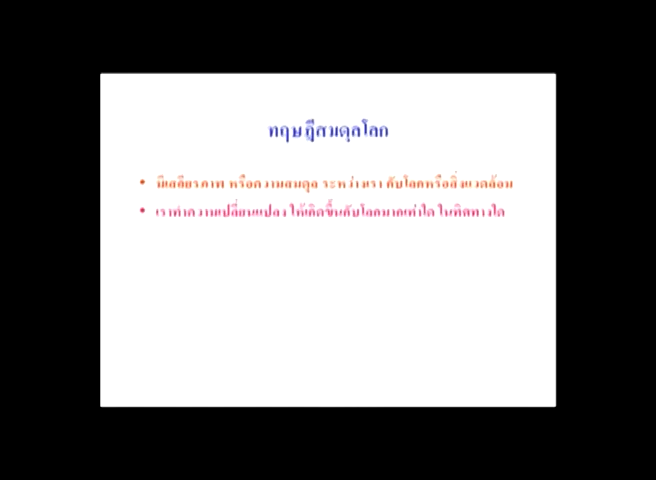 ทฤษฎีสมดุลโลก
• มีเสถียรภาพ หรือความสมดุล ระหว่างเรา กับโลกหรือสิ่งแวดล้อม
• เราทำความเปลี่ยนแปลง ให้เกิดขึ้นกับโลกมากเท่าใด ในทิศทางใด